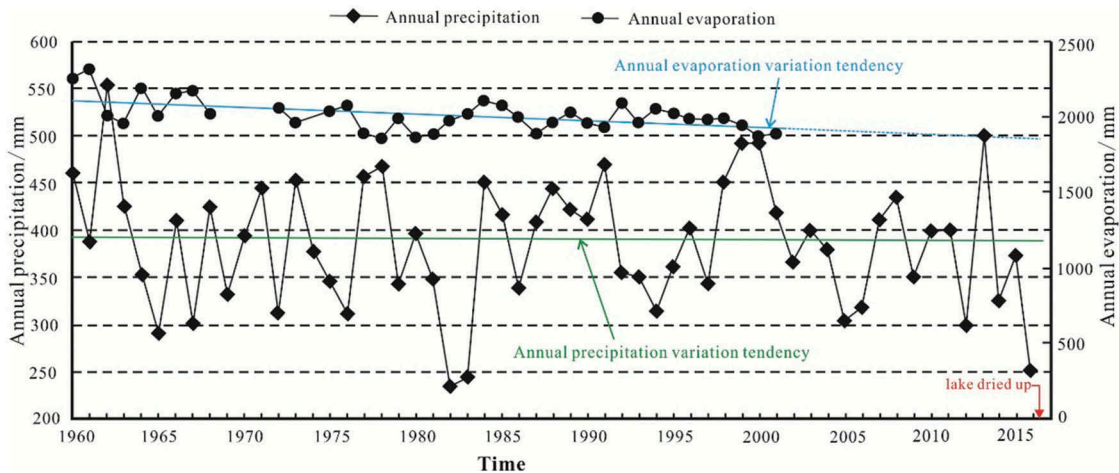 Annual precipitation Annual evaporation
600
550
500
450
400
350
300
250
200
Annual precipitation/mm
2500
2000
1500
1000
500
0
Annual evaporation/mm
Annual evaporation variation tendency
Annual precipitation variation tendency
lake dried up
1960 1965 1970 1975 1980 1985 1990 1995 2000 2005 2010 2015
Time